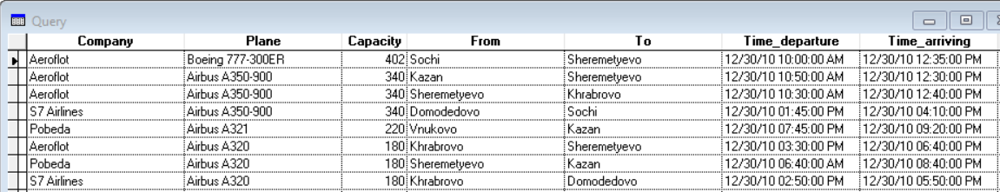 Query
Company Plane Capacity From To Time_departure Time_arriving
Aeroflot Boeing 777-300ER 402 Sochi Sheremetyevo 12/30/10 10:00:00 AM 12/30/10 12:35:00 PM
Aeroflot Airbus A350-900 340 Kazan Sheremetyevo 12/30/10 10:50:00 AM 12/30/10 12:30:00 PM
Aeroflot Airbus A350-900 340 Sheremetyevo Khrabrovo 12/30/10 10:30:00 AM 12/30/10 12:40:00 PM
S7 Airlines Airbus A350-900 340 Domodedovo Sochi 12/30/10 01:45:00 PM 12/30/10 04:10:00 PM
Pobeda Airbus A321 220 Vnukovo Kazan 12/30/10 07:45:00 PM 12/30/10 09:20:00 PM
Aeroflot Airbus A320 180 Khrabrovo Sheremetyevo 12/30/10 03:30:00 PM 12/30/10 06:40:00 PM
Pobeda Airbus A320 180 Sheremetyevo Kazan 12/30/10 06:40:00 AM 12/30/10 08:40:00 PM
S7 Airlines Airbus A320 180 Khrabrovo Domodedovo 12/30/10 02:50:00 PM 12/30/10 05:50:00 PM